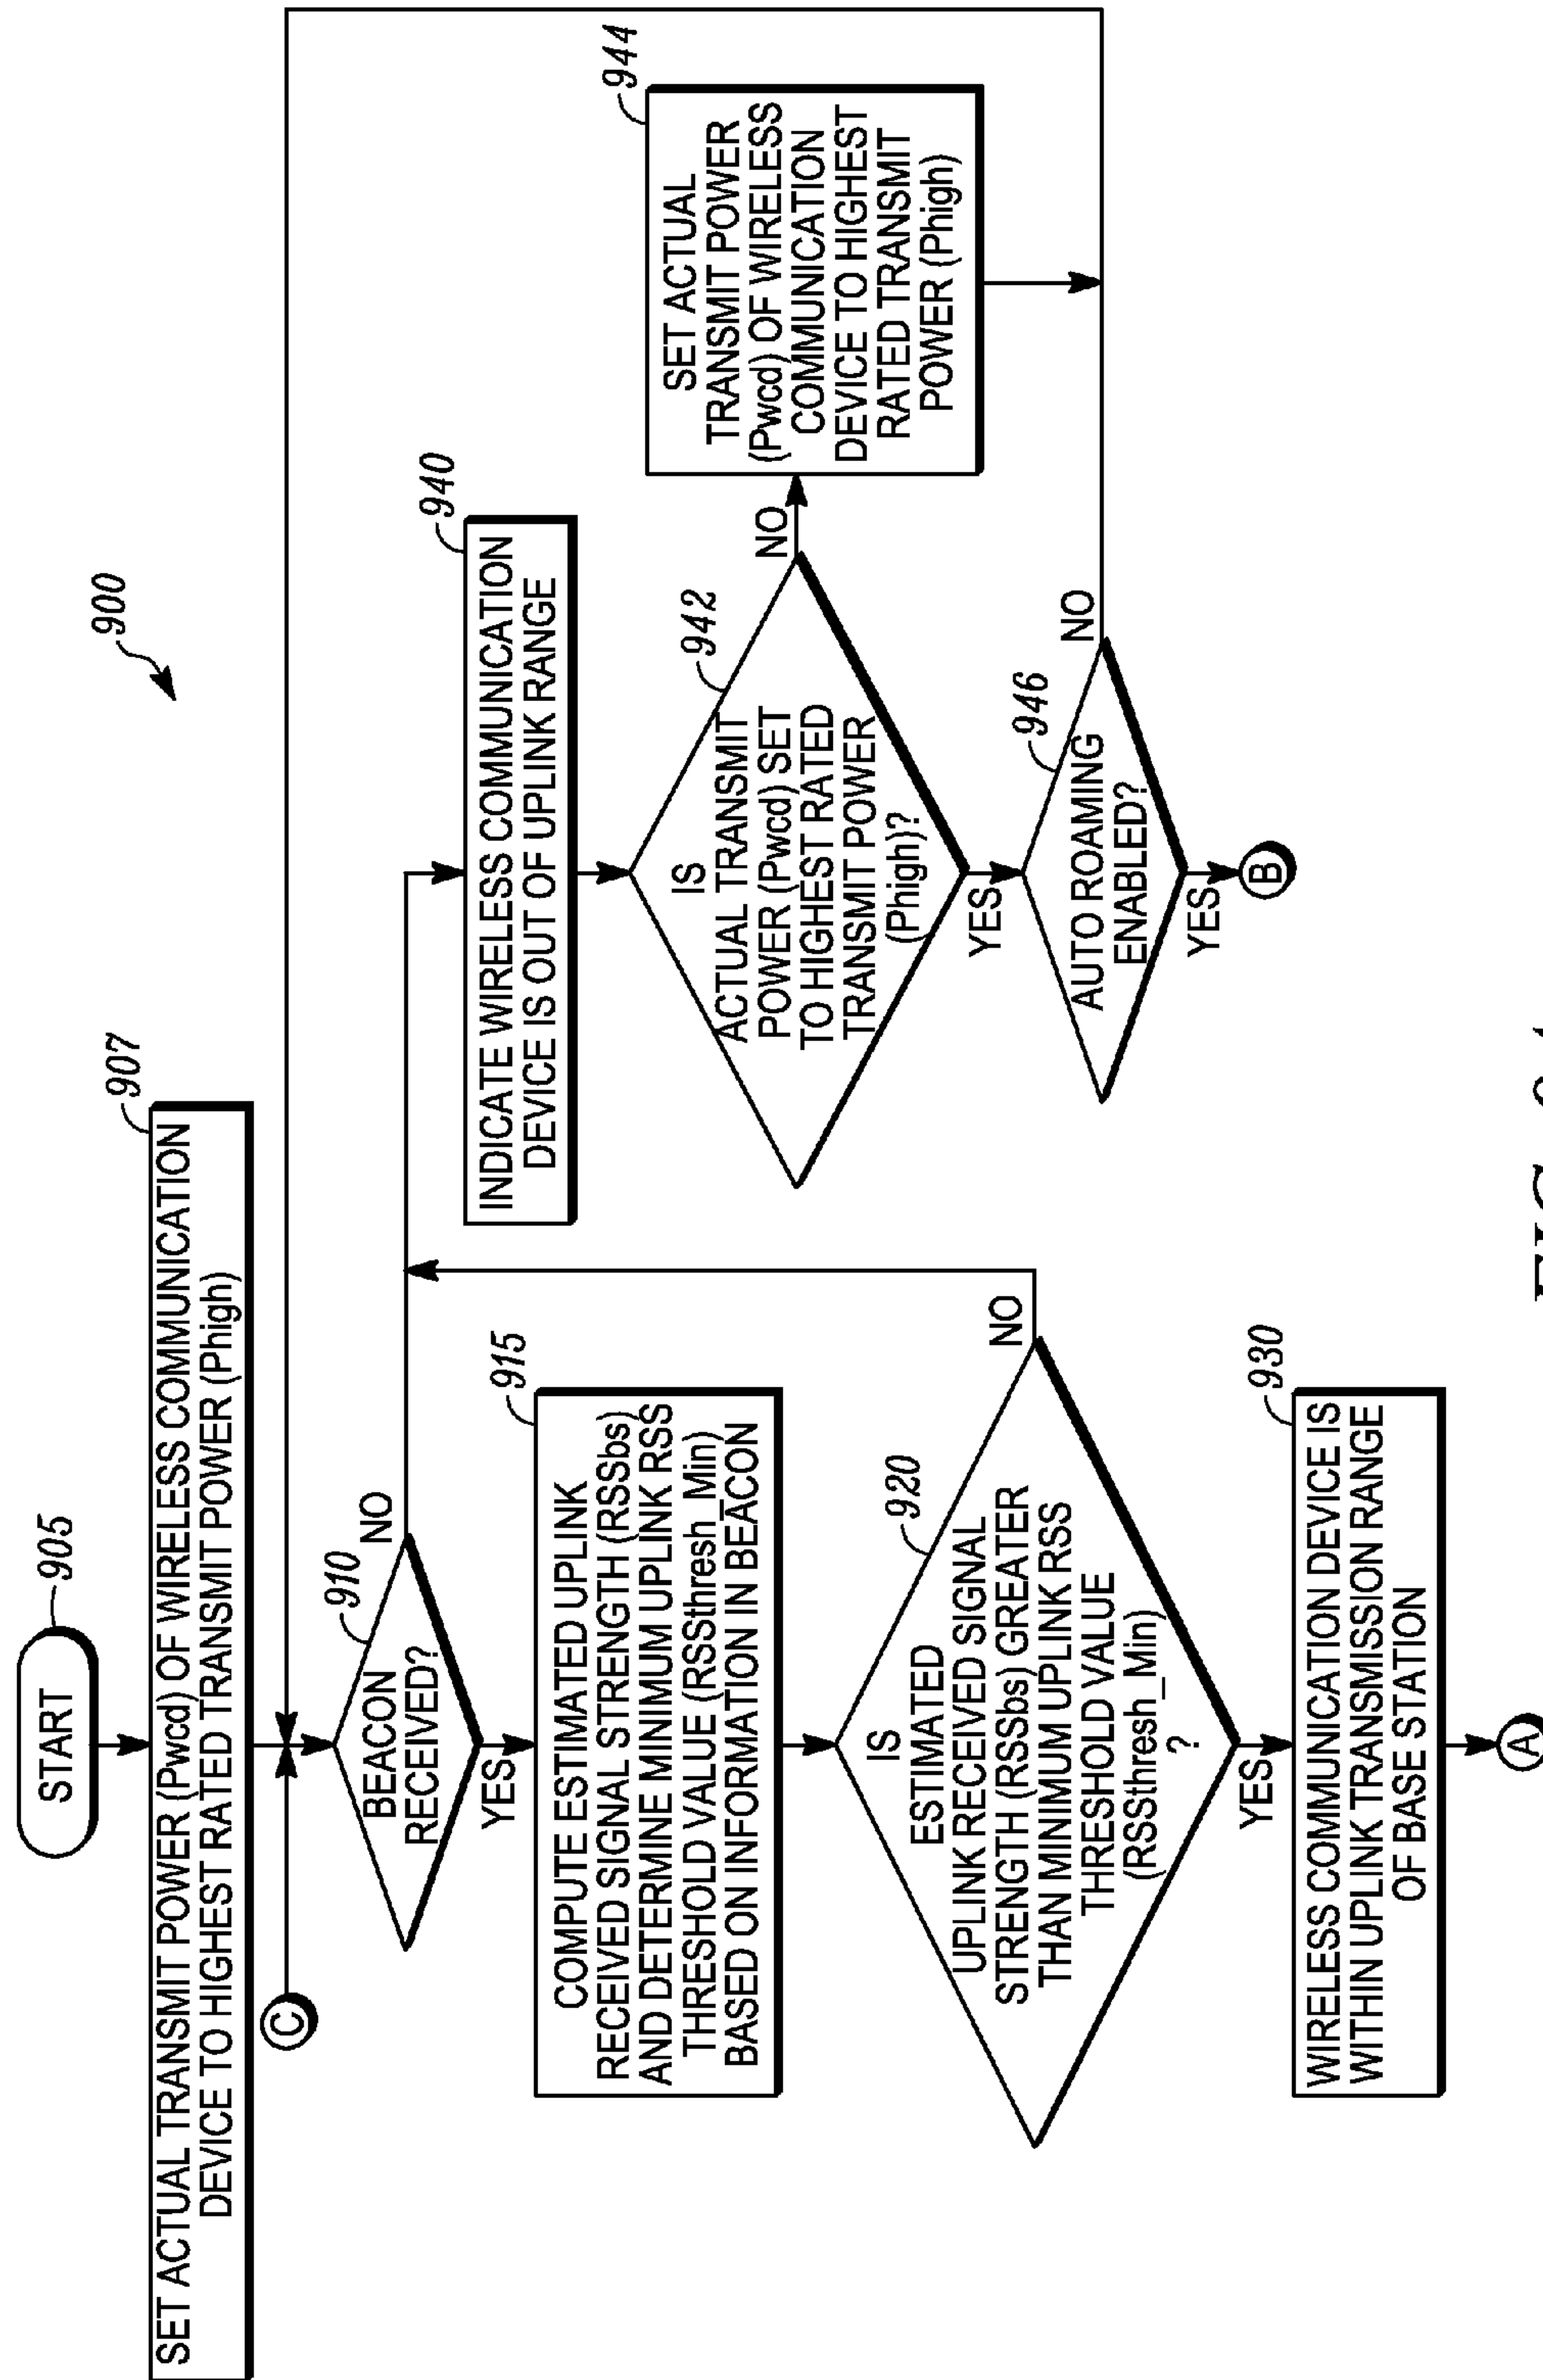 900
START
905
SET ACTUAL TRANSMIT POWER (Pwcd) OF WIRELESS COMMUNICATION
DEVICE TO HIGHEST RATED TRANSMIT POWER (Phigh)
907
C
BEACON
RECEIVED?
910
NO
YES
COMPUTE ESTIMATED UPLINK
RECEIVED SIGNAL STRENGTH (RSSbs)
AND DETERMINE MINIMUM UPLINK RSS
THRESHOLD VALUE (RSSthresh_Min)
BASED ON INFORMATION IN BEACON
915
IS
ESTIMATED
UPLINK RECEIVED SIGNAL
STRENGTH (RSSbs) GREATER
THAN MINIMUM UPLINK RSS
THRESHOLD VALUE
(RSSthresh_Min)
?
920
NO
YES
WIRELESS COMMUNICATION DEVICE IS
WITHIN UPLINK TRANSMISSION RANGE
OF BASE STATION
930
A
INDICATE WIRELESS COMMUNICATION
DEVICE IS OUT OF UPLINK RANGE
940
IS
ACTUAL TRANSMIT
POWER (Pwcd) SET
TO HIGHEST RATED
TRANSMIT POWER
(Phigh)?
942
NO
YES
SET ACTUAL
TRANSMIT POWER
(Pwcd) OF WIRELESS
COMMUNICATION
DEVICE TO HIGHEST
RATED TRANSMIT
POWER (Phigh)
944
AUTO ROAMING
ENABLED?
946
NO
YES
B